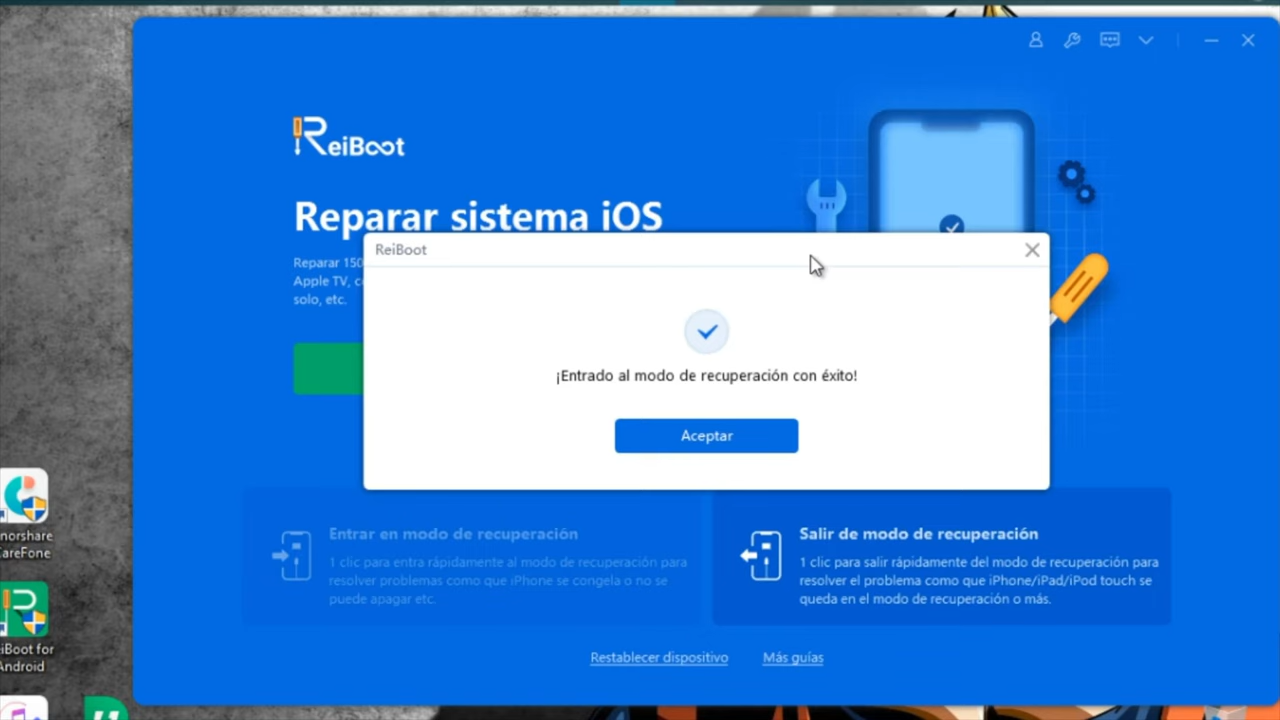 ReiBoot
Reparar sistema iOS
Reparar 150
Apple TV, c
solo, etc.
ReiBoot
¡Entrado al modo de recuperación con éxito!
Aceptar
Entrar en modo de recuperación
1 clic para entra rápidamente al modo de recuperación para
resolver problemas como que iPhone se congela o no se
puede apagar etc.
Salir de modo de recuperación
1 clic para salir rápidamente del modo de recuperación para
resolver el problema como que iPhone/iPad/iPod touch se
queda en el modo de recuperación o más.
Restablecer dispositivo
Más guías
norshare
CareFone
iBoot for
Android